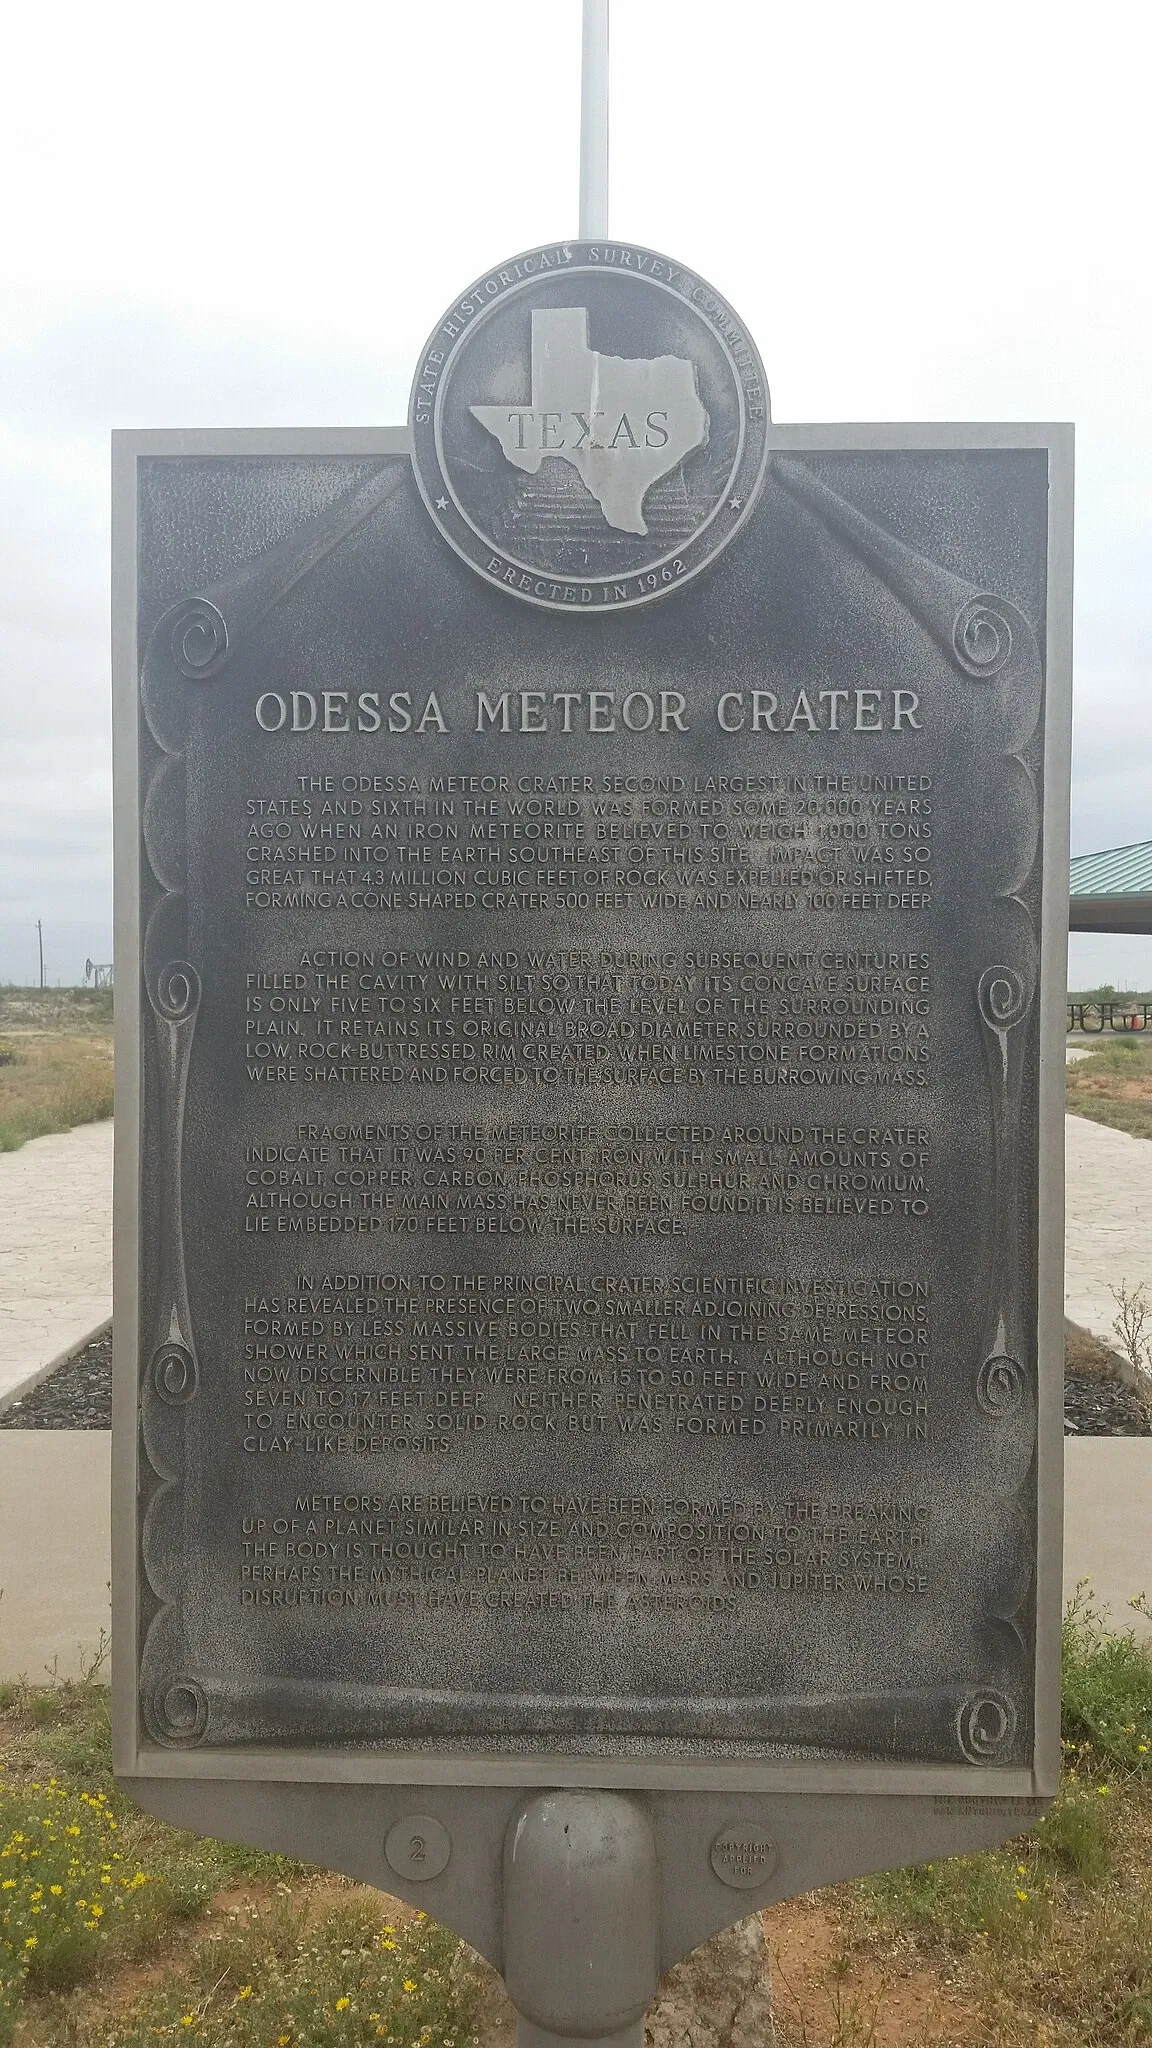 STATE HISTORICAL SURVEY COMMITTEE
TEXAS
ERECTED IN 1962
ODESSA METEOR CRATER
THE ODESSA METEOR CRATER, SECOND LARGEST IN THE UNITED
STATES AND SIXTH IN THE WORLD, WAS FORMED SOME 20,000 YEARS
AGO WHEN AN IRON METEORITE BELIEVED TO WEIGH 1000 TONS
CRASHED INTO THE EARTH SOUTHEAST OF THIS SITE. IMPACT WAS SO
GREAT THAT 4.3 MILLION CUBIC FEET OF ROCK WAS EXPELLED OR SHIFTED,
FORMING A CONE-SHAPED CRATER 500 FEET WIDE AND NEARLY 100 FEET DEEP.
ACTION OF WIND AND WATER DURING SUBSEQUENT CENTURIES
FILLED THE CAVITY WITH SILT SO THAT TODAY ITS CONCAVE SURFACE
IS ONLY FIVE TO SIX FEET BELOW THE LEVEL OF THE SURROUNDING
PLAIN. IT RETAINS ITS ORIGINAL BROAD DIAMETER SURROUNDED BY A
LOW, ROCK-BUTTRESSED RIM CREATED WHEN LIMESTONE FORMATIONS
WERE SHATTERED AND FORCED TO THE SURFACE BY THE BURROWING MASS.
FRAGMENTS OF THE METEORITE COLLECTED AROUND THE CRATER
INDICATE THAT IT WAS 90 PER CENT IRON WITH SMALL AMOUNTS OF
COBALT, COPPER, CARBON, PHOSPHORUS, SULPHUR AND CHROMIUM.
ALTHOUGH THE MAIN MASS HAS NEVER BEEN FOUND IT IS BELIEVED TO
LIE EMBEDDED 170 FEET BELOW THE SURFACE.
IN ADDITION TO THE PRINCIPAL CRATER SCIENTIFIC INVESTIGATION
HAS REVEALED THE PRESENCE OF TWO SMALLER ADJOINING DEPRESSIONS,
FORMED BY LESS MASSIVE BODIES THAT FELL IN THE SAME METEOR
SHOWER WHICH SENT THE LARGE MASS TO EARTH. ALTHOUGH NOT
NOW DISCERNIBLE, THEY WERE FROM 15 TO 50 FEET WIDE AND FROM
SEVEN TO 17 FEET DEEP. NEITHER PENETRATED DEEPLY ENOUGH
TO ENCOUNTER SOLID ROCK BUT WAS FORMED PRIMARILY IN
CLAY-LIKE DEPOSITS.
METEORS ARE BELIEVED TO HAVE BEEN FORMED BY THE BREAKING
UP OF A PLANET SIMILAR IN SIZE AND COMPOSITION TO THE EARTH.
THE BODY IS THOUGHT TO HAVE BEEN PART OF THE SOLAR SYSTEM,
PERHAPS THE MYTHICAL PLANET BETWEEN MARS AND JUPITER WHOSE
DISRUPTION MUST HAVE CREATED THE ASTEROIDS.
SAN ANTONIO, TEXAS
2
COPYRIGHT
APPLIED
FOR